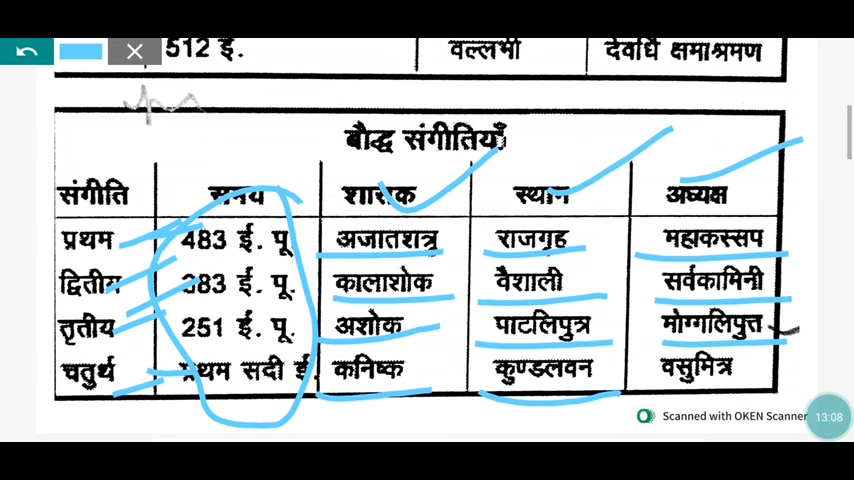 512 ई. वल्लभी देवर्धि क्षमाश्रमण
बौद्ध संगीतियाँ
संगीति समय शासक स्थान अध्यक्ष
प्रथम 483 ई. पू. अजातशत्रु राजगृह महाकस्सप
द्वितीय 383 ई. पू. कालाशोक वैशाली सर्वकामिनी
तृतीय 251 ई. पू. अशोक पाटलिपुत्र मोग्गलिपुत्त
चतुर्थ प्रथम सदी ई. कनिष्क कुण्डलवन वसुमित्र
Scanned with OKEN Scanner
13:08